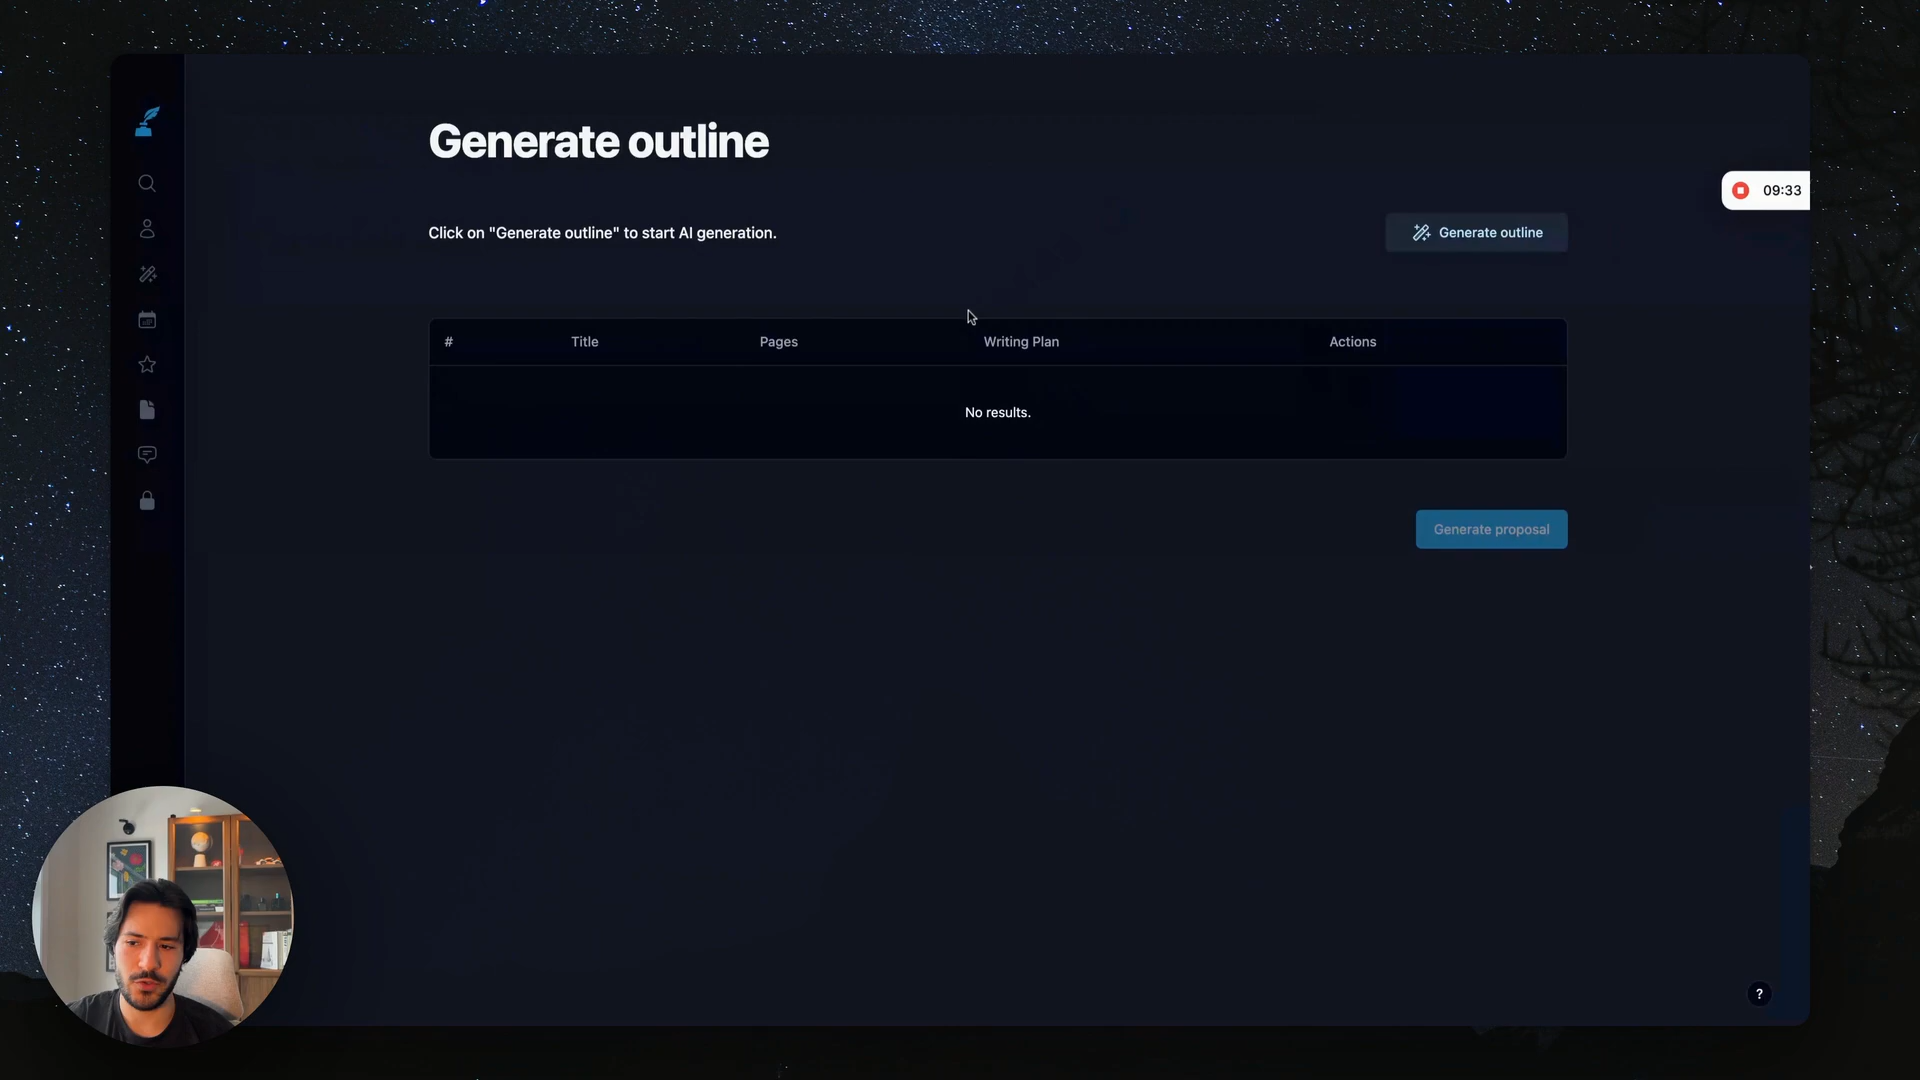 Generate outline
09:33
Click on "Generate outline" to start AI generation.
Generate outline
# Title Pages Writing Plan Actions
No results.
Generate proposal
?